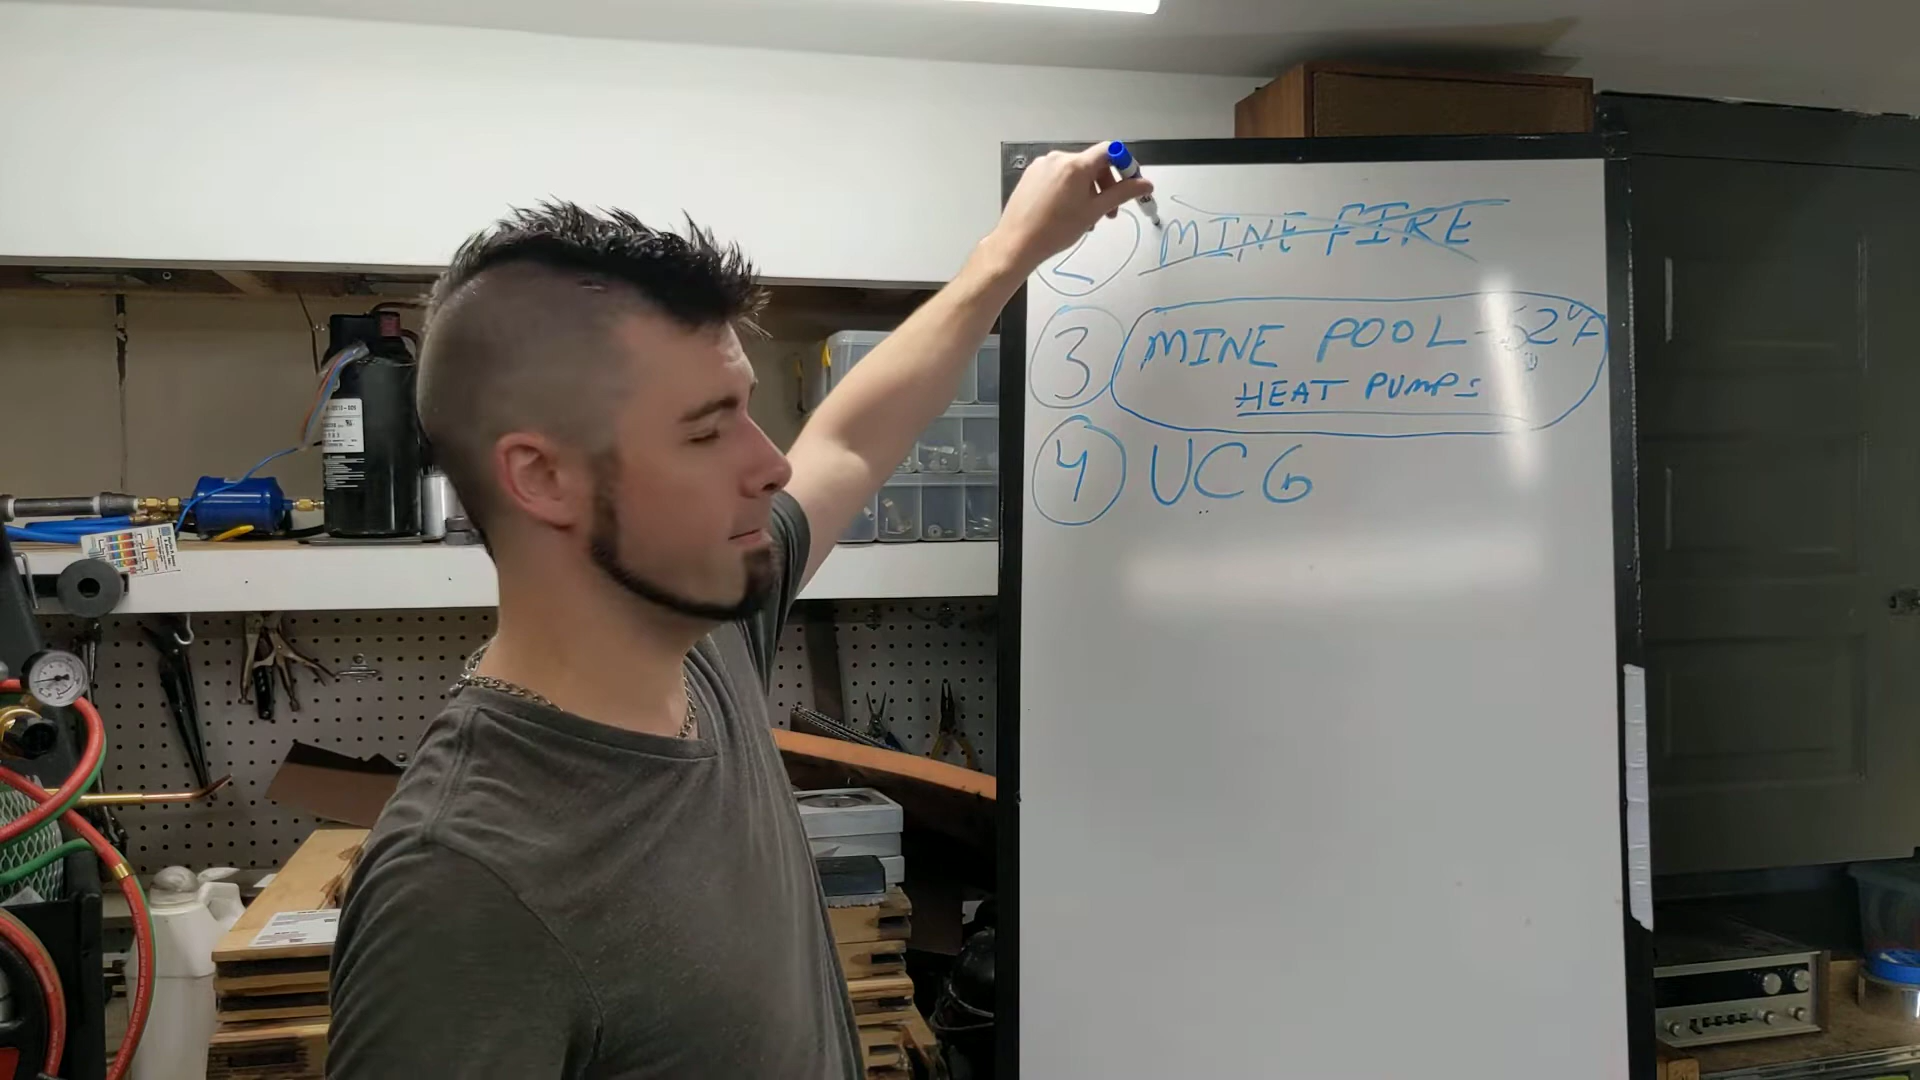 2 MINE FIRE
3 MINE POOL - 52°F
HEAT PUMPS
4 UCG